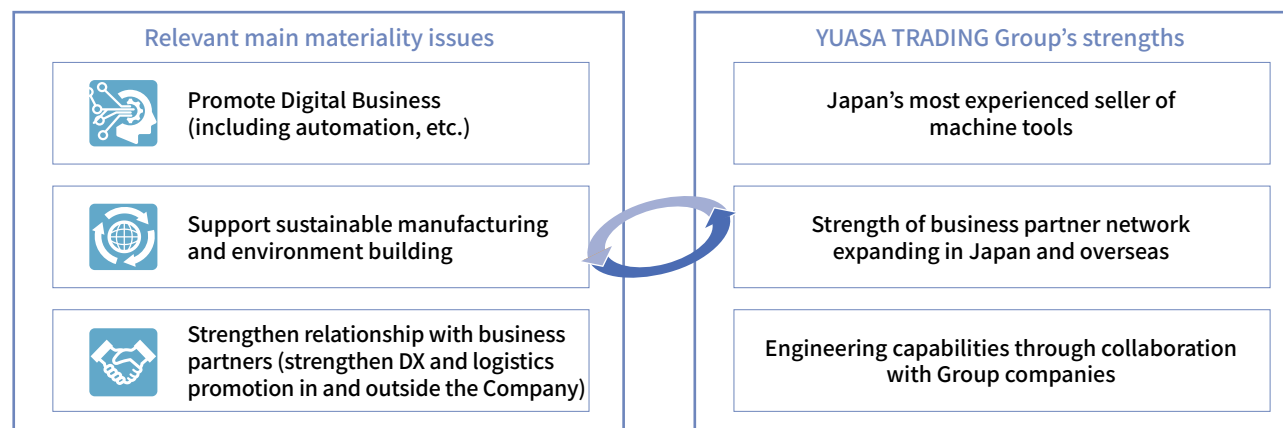 Relevant main materiality issues
Promote Digital Business
(including automation, etc.)
Support sustainable manufacturing
and environment building
Strengthen relationship with business
partners (strengthen DX and logistics
promotion in and outside the Company)
YUASA TRADING Group’s strengths
Japan’s most experienced seller of
machine tools
Strength of business partner network
expanding in Japan and overseas
Engineering capabilities through collaboration
with Group companies